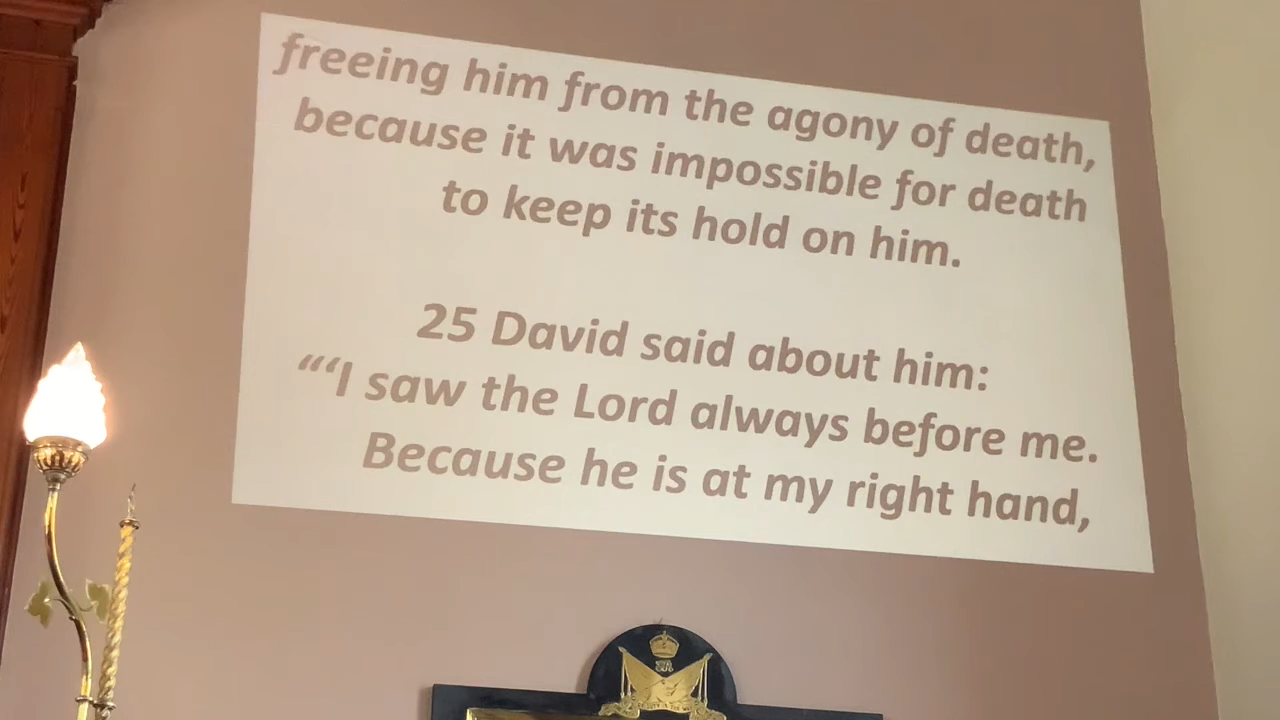 freeing him from the agony of death,
because it was impossible for death
to keep its hold on him.
25 David said about him:
“‘I saw the Lord always before me.
Because he is at my right hand,